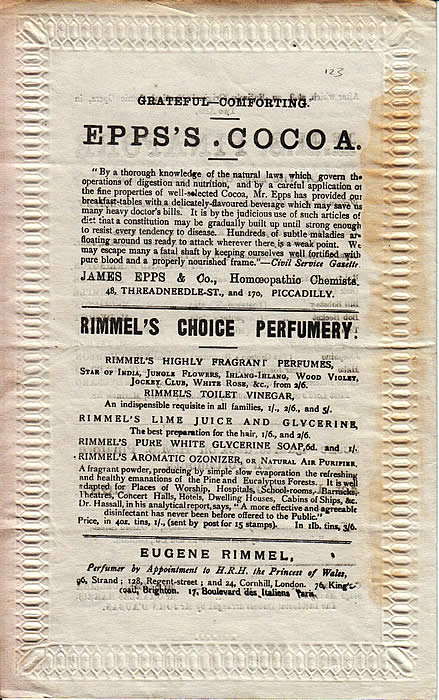 123
GRATEFUL—COMFORTING.
EPPS'S .COCOA.
" By a thorough knowledge of the natural laws which govern the
operations of digestion and nutrition, and by a careful application of
the fine properties of well-selected Cocoa, Mr. Epps has provided our
breakfast-tables with a delicately-flavoured beverage which may save us
many heavy doctor's bills. It is by the judicious use of such articles of
diet that a constitution may be gradually built up until strong enough
to resist every tendency to disease. Hundreds of subtle maladies are
floating around us ready to attack wherever there is a weak point. We
may escape many a fatal shaft by keeping ourselves well fortified with
pure blood and a properly nourished frame."—Civil Service Gazette.
JAMES EPPS & Co., Homœopathic Chemists.
48, THREADNEEDLE-ST., and 170, PICCADILLY.
RIMMEL'S CHOICE PERFUMERY.
RIMMEL'S HIGHLY FRAGRANT PERFUMES,
STAR OF INDIA, JUNGLE FLOWERS, IHLANG-IHLANG, WOOD VIOLET,
JOCKEY CLUB, WHITE ROSE, &c., from 2/6.
RIMMEL'S TOILET VINEGAR,
An indispensible requisite in all families, 1/., 2/6., and 5/.
RIMMEL'S LIME JUICE AND GLYCERINE,
The best preparation for the hair, 1/6., and 2/6.
RIMMEL'S PURE WHITE GLYCERINE SOAP, 6d. and 1/.
RIMMEL'S AROMATIC OZONIZER, OR NATURAL AIR PURIFIER.
A fragrant powder, producing by simple slow evaporation the refreshing
and healthy emanations of the Pine and Eucalyptus Forests. It is well
adapted for Places of Worship, Hospitals, School-rooms, Barracks,
Theatres, Concert Halls, Hotels, Dwelling Houses, Cabins of Ships, &c.
Dr. Hassall, in his analytical report, says, "A more effective and agreeable
disinfectant has never been before offered to the Public."
Price, in 4oz. tins, 1/., (sent by post for 15 stamps). In 1lb. tins, 3/6.
EUGENE RIMMEL,
Perfumer by Appointment to H.R.H. the Princess of Wales,
96, Strand ; 128, Regent-street ; and 24, Cornhill, London. 76, King's-
road, Brighton. 17, Boulevard des Italiens Paris.